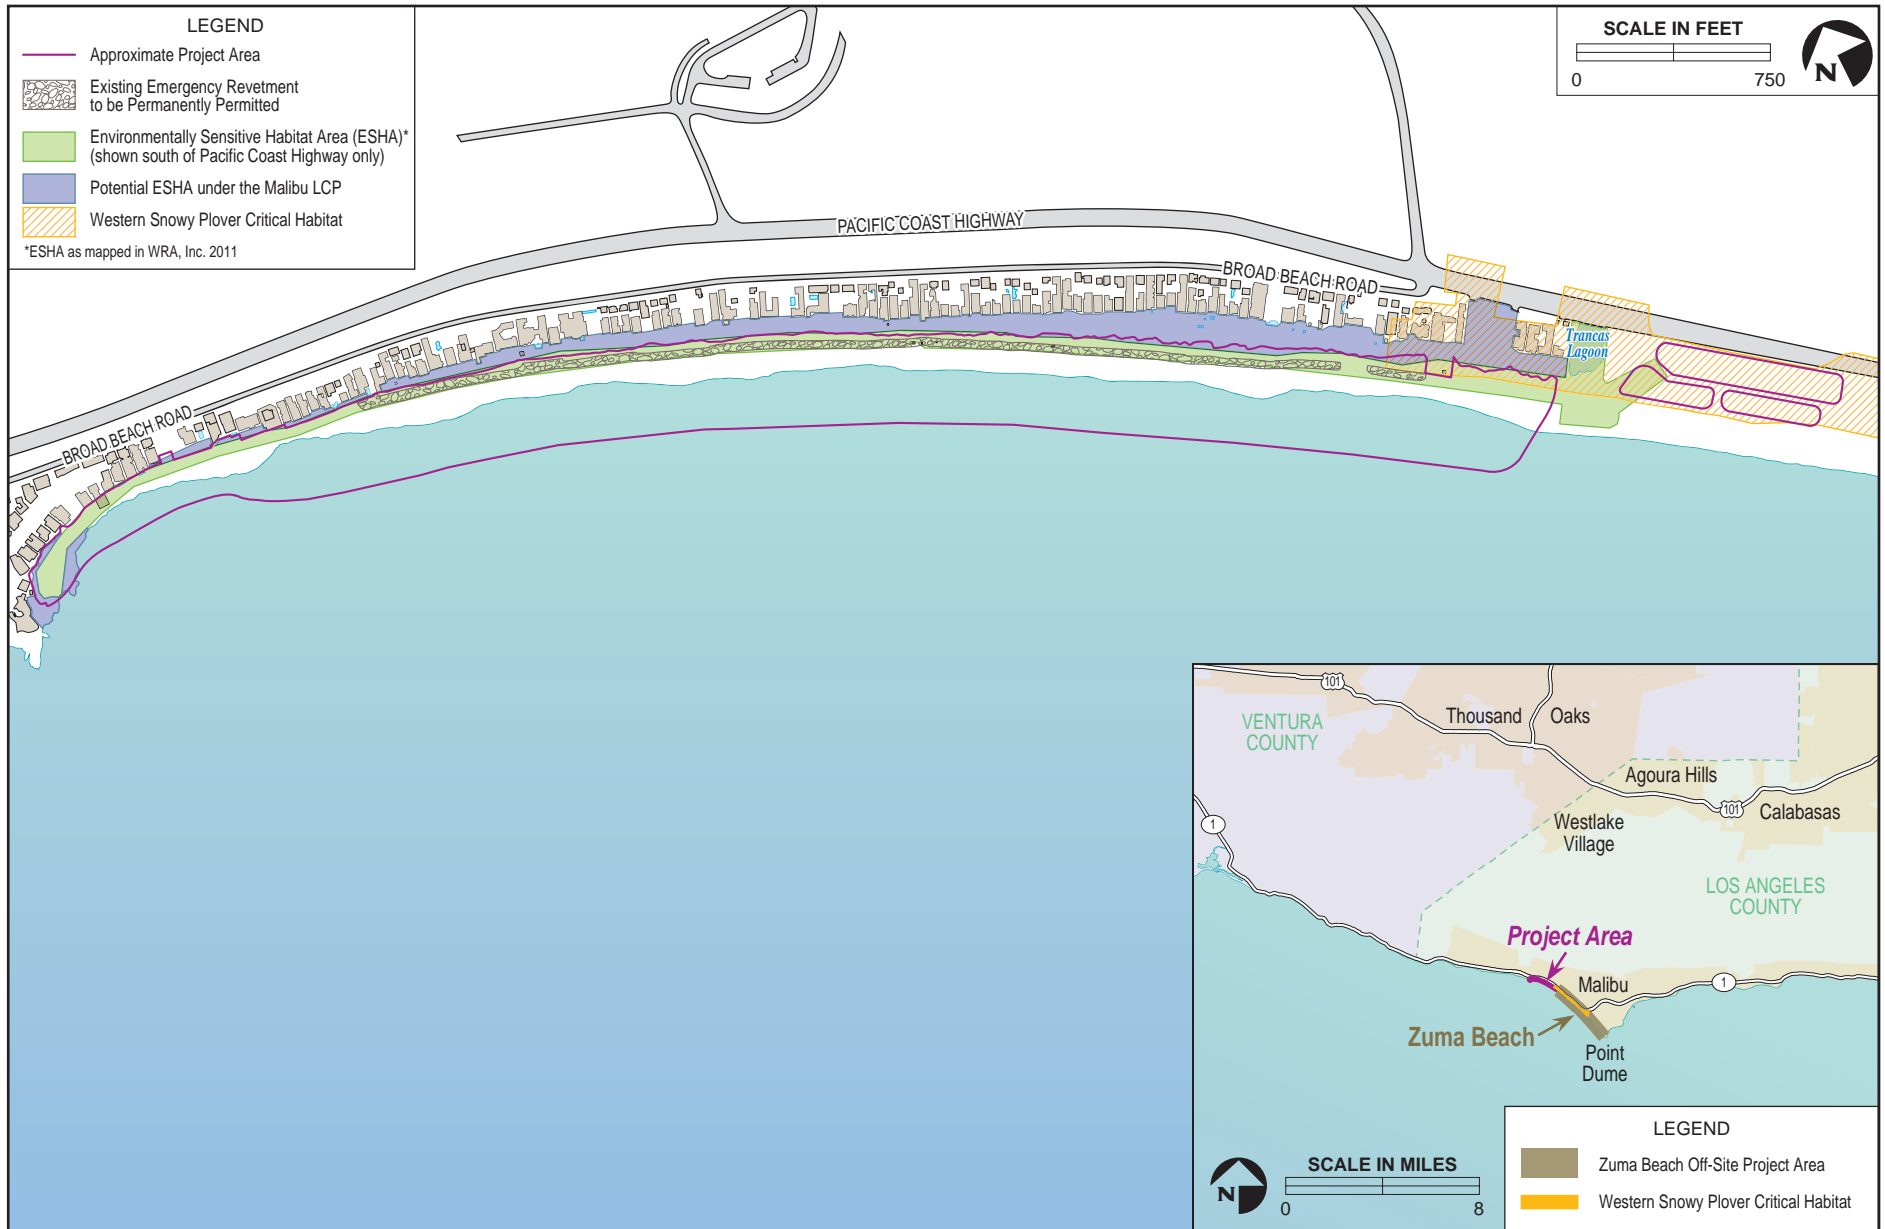 LEGEND
Approximate Project Area
Existing Emergency Revetment
to be Permanently Permitted
Environmentally Sensitive Habitat Area (ESHA)*
(shown south of Pacific Coast Highway only)
Potential ESHA under the Malibu LCP
Western Snowy Plover Critical Habitat
*ESHA as mapped in WRA, Inc. 2011
SCALE IN FEET
0 750
N
PACIFIC COAST HIGHWAY
BROAD BEACH ROAD
BROAD BEACH ROAD
Trancas
Lagoon
101
VENTURA
COUNTY
Thousand Oaks
Agoura Hills
101
Calabasas
Westlake
Village
1
LOS ANGELES
COUNTY
Project Area
Malibu
1
Zuma Beach
Point
Dume
N
SCALE IN MILES
0 8
LEGEND
Zuma Beach Off-Site Project Area
Western Snowy Plover Critical Habitat